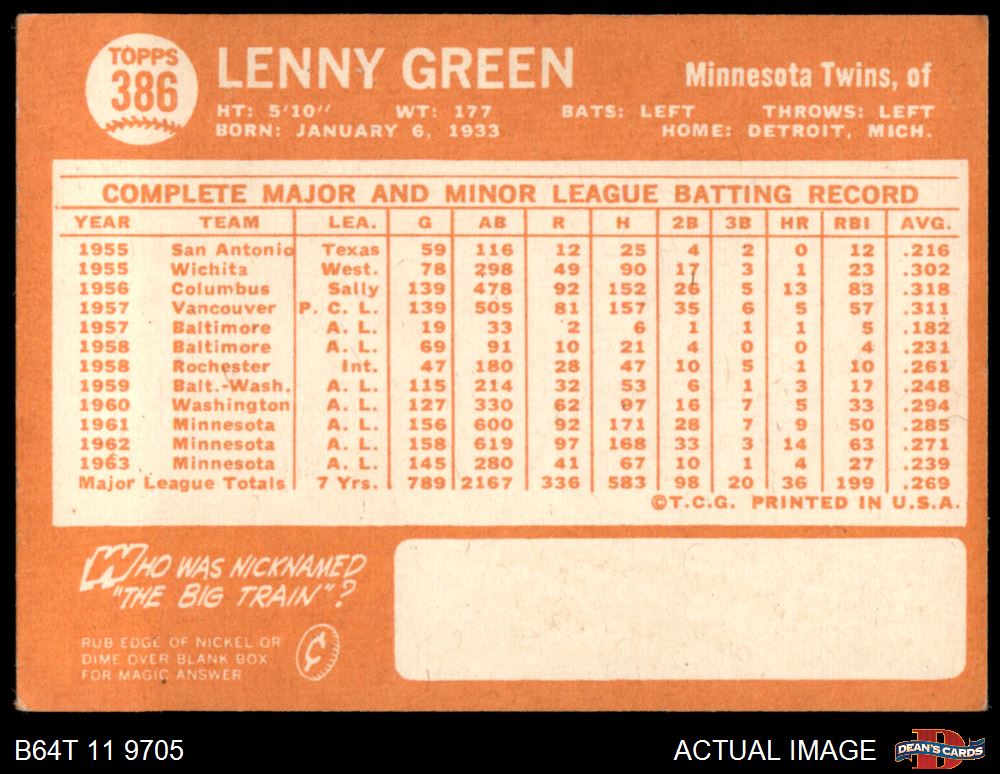 TOPPS
386
LENNY GREEN
Minnesota Twins, of
HT: 5'10" WT: 177 BATS: LEFT THROWS: LEFT
BORN: JANUARY 6, 1933 HOME: DETROIT, MICH.
COMPLETE MAJOR AND MINOR LEAGUE BATTING RECORD
YEAR TEAM LEA. G AB R H 2B 3B HR RBI AVG.
1955 San Antonio Texas 59 116 12 25 4 2 0 12 .216
1955 Wichita West. 78 298 49 90 17 3 1 23 .302
1956 Columbus Sally 139 478 92 152 26 5 13 83 .318
1957 Vancouver P. C. L. 139 505 81 157 35 6 5 57 .311
1957 Baltimore A. L. 19 33 2 6 1 1 1 5 .182
1958 Baltimore A. L. 69 91 10 21 4 0 0 4 .231
1958 Rochester Int. 47 180 28 47 10 5 1 10 .261
1959 Balt.-Wash. A. L. 115 214 32 53 6 1 3 17 .248
1960 Washington A. L. 127 330 62 97 16 7 5 33 .294
1961 Minnesota A. L. 156 600 92 171 28 7 9 50 .285
1962 Minnesota A. L. 158 619 97 168 33 3 14 63 .271
1963 Minnesota A. L. 145 280 41 67 10 1 4 27 .239
Major League Totals 7 Yrs. 789 2167 336 583 98 20 36 199 .269
©T.C.G. PRINTED IN U.S.A.
WHO WAS NICKNAMED
"THE BIG TRAIN"?
RUB EDGE OF NICKEL OR
DIME OVER BLANK BOX
FOR MAGIC ANSWER
¢
B64T 11 9705
ACTUAL IMAGE
D
DEAN'S CARDS